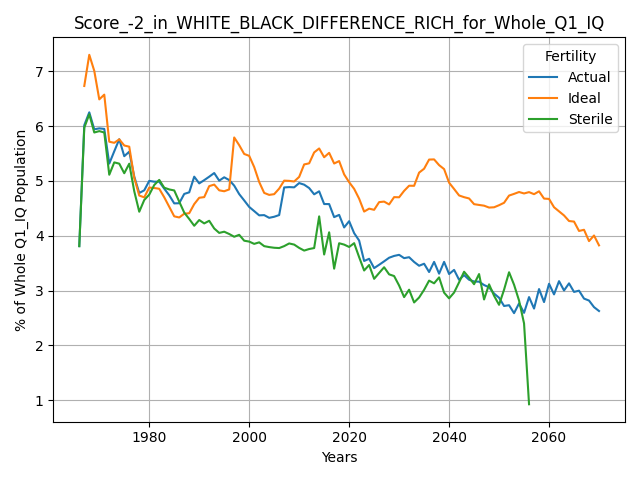 Score_-2_in_WHITE_BLACK_DIFFERENCE_RICH_for_Whole_Q1_IQ
Fertility
Actual
Ideal
Sterile
% of Whole Q1_IQ Population
7
6
5
4
3
2
1
1980 2000 2020 2040 2060
Years